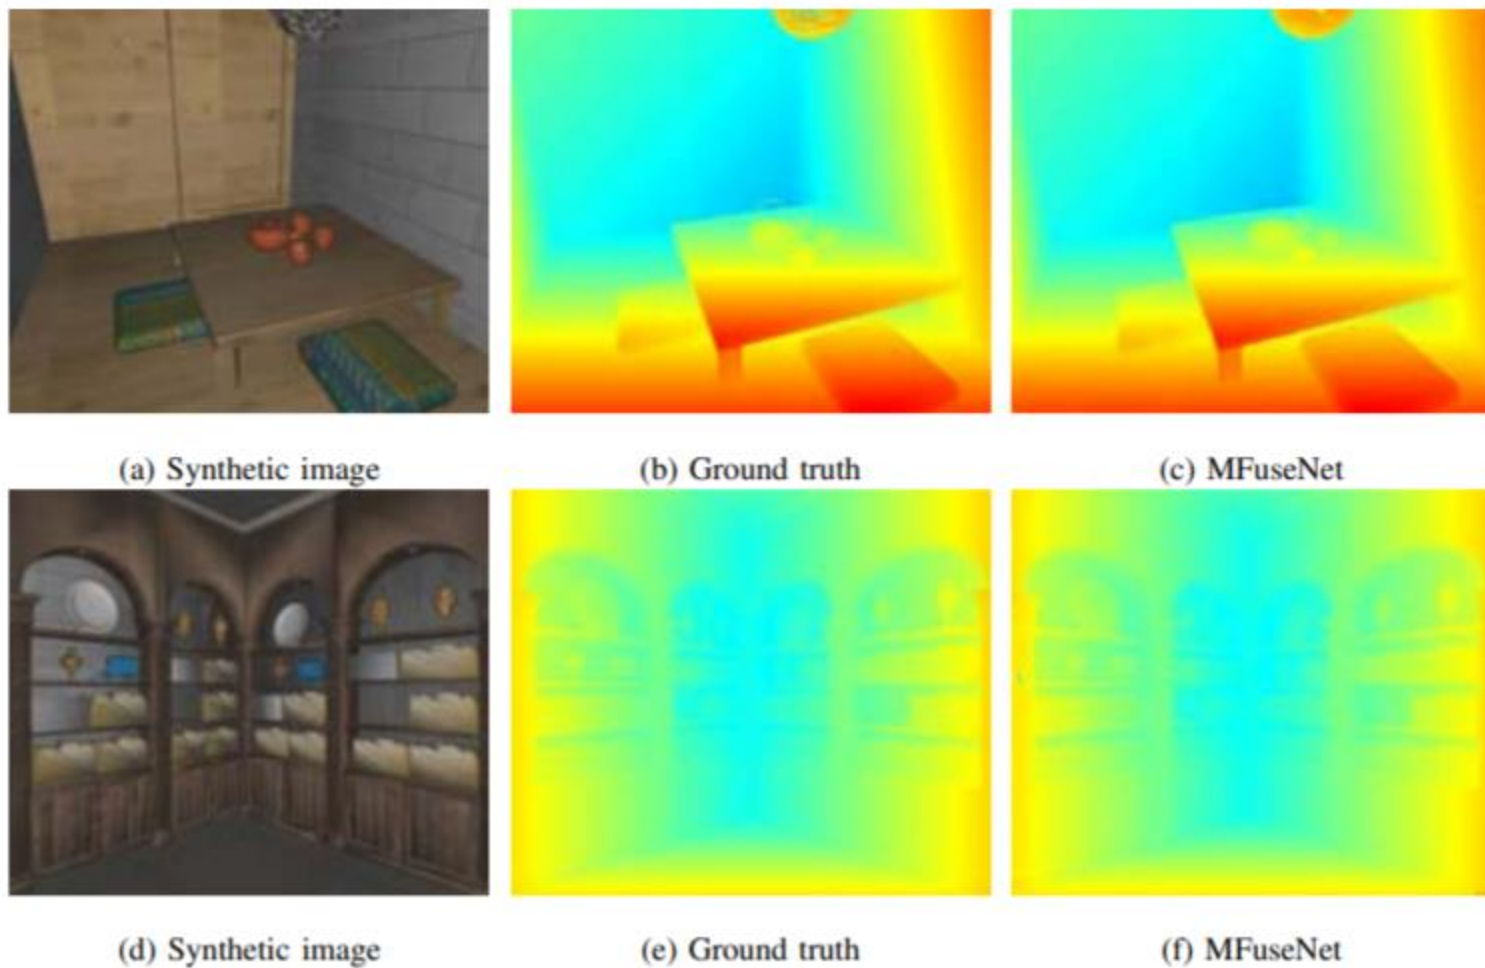 (a) Synthetic image
(b) Ground truth
(c) MFuseNet
(d) Synthetic image
(e) Ground truth
(f) MFuseNet